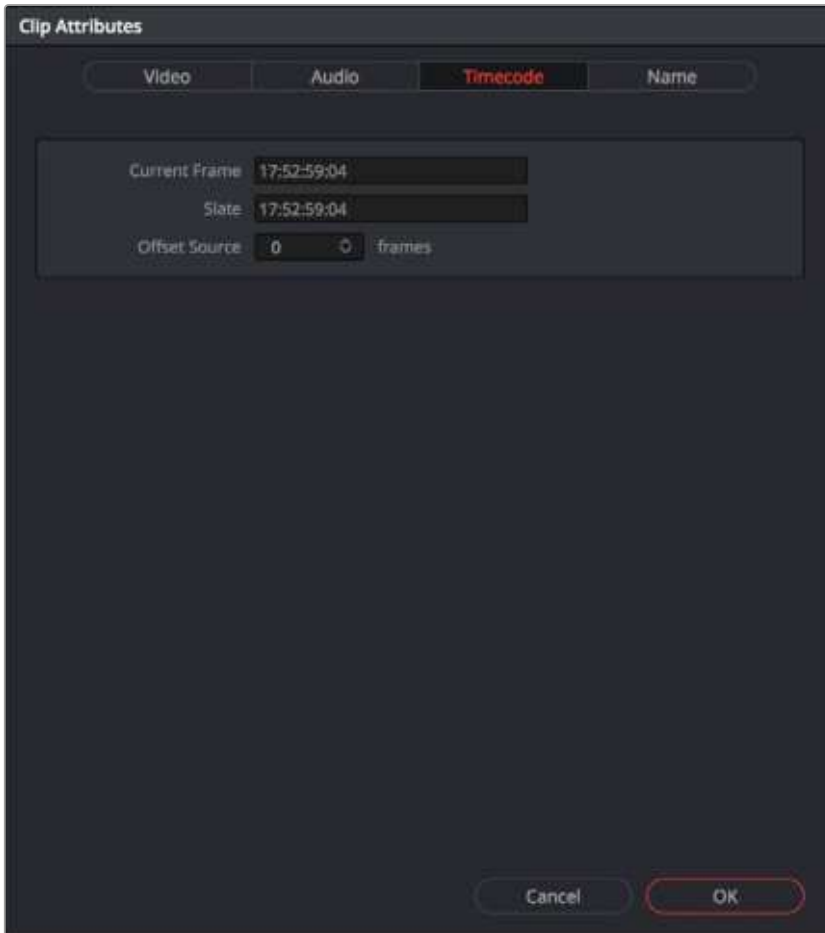 Clip Attributes
Video Audio Timecode Name
Current Frame 17:52:59:04
Slate 17:52:59:04
Offset Source 0 frames
Cancel OK